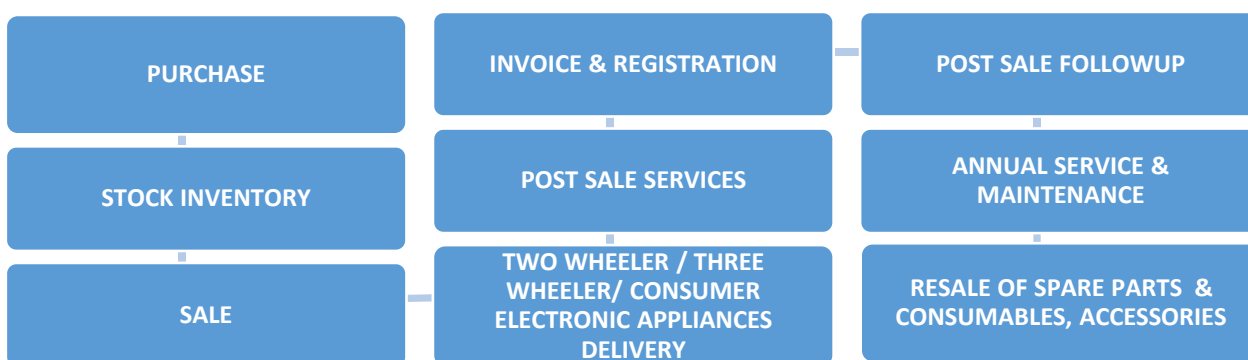 PURCHASE
STOCK INVENTORY
SALE
TWO WHEELER / THREE
WHEELER/ CONSUMER
ELECTRONIC APPLIANCES
DELIVERY
POST SALE SERVICES
INVOICE & REGISTRATION
POST SALE FOLLOWUP
ANNUAL SERVICE &
MAINTENANCE
RESALE OF SPARE PARTS &
CONSUMABLES, ACCESSORIES